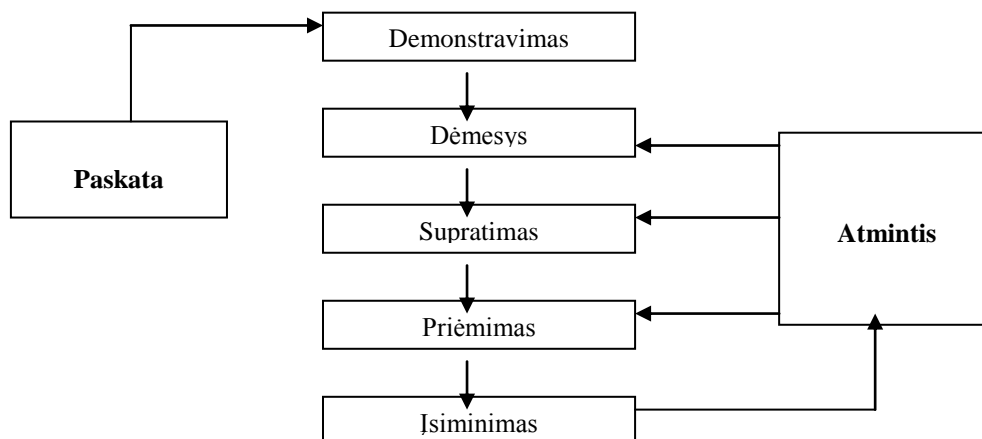 Demonstravimas
Dėmesys
Paskata
Supratimas
Atmintis
Priėmimas
Įsiminimas